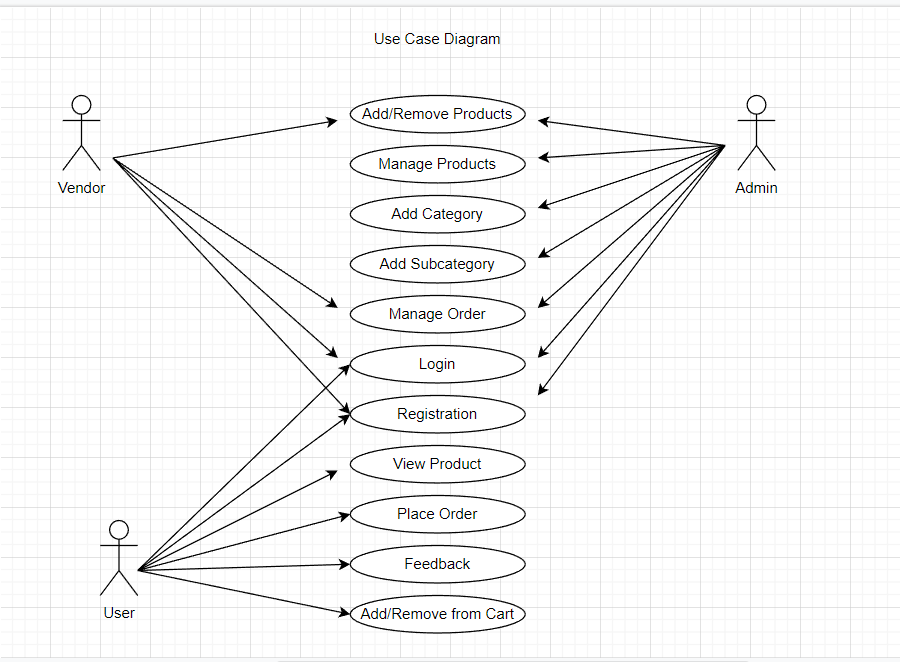 Use Case Diagram
Add/Remove Products
Manage Products
Vendor
Admin
Add Category
Add Subcategory
Manage Order
Login
Registration
View Product
Place Order
Feedback
User
Add/Remove from Cart